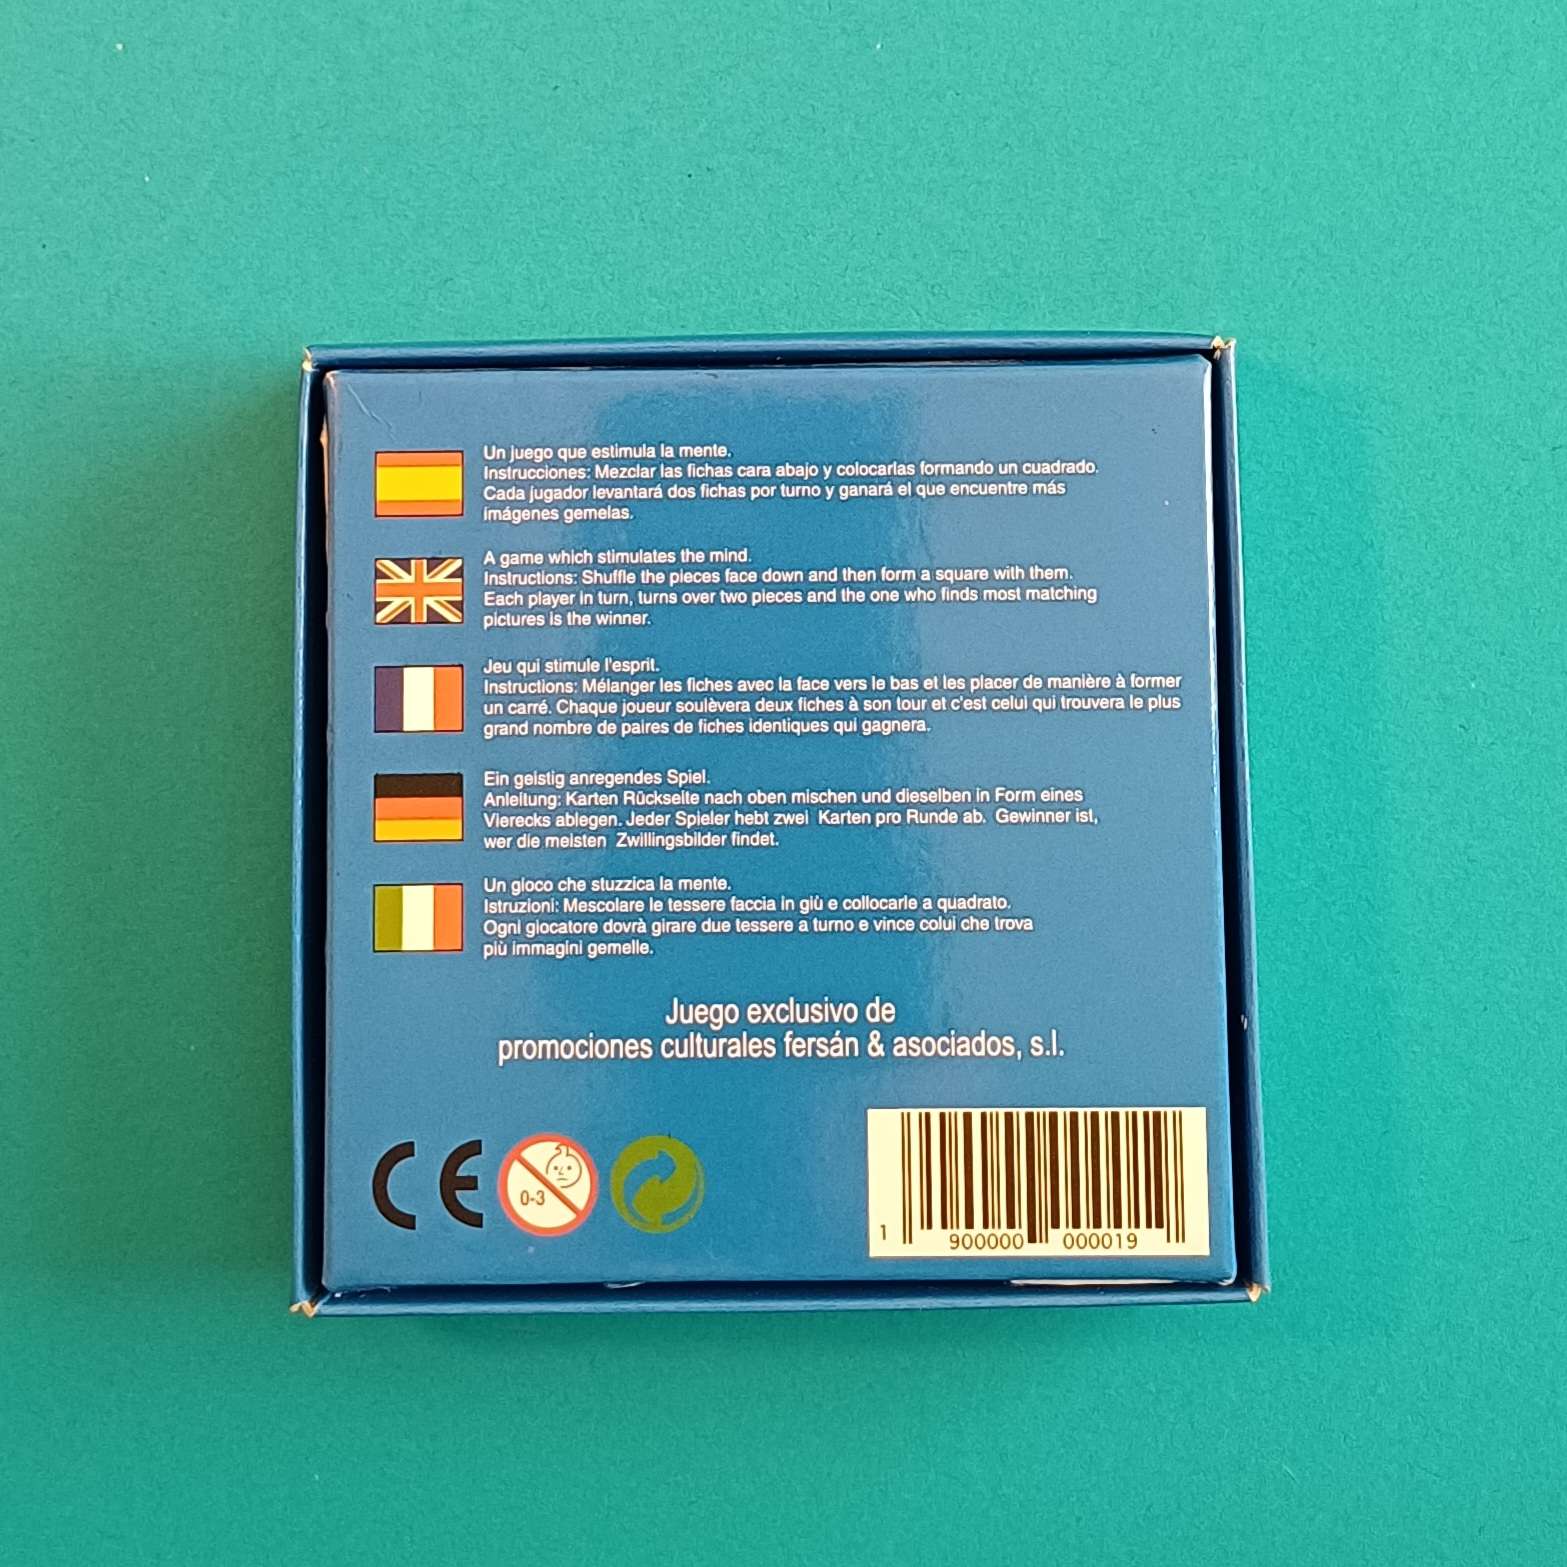 Un juego que estimula la mente.
Instrucciones: Mezclar las fichas cara abajo y colocarlas formando un cuadrado.
Cada jugador levantará dos fichas por turno y ganará el que encuentre más
imágenes gemelas.
A game which stimulates the mind.
Instructions: Shuffle the pieces face down and then form a square with them.
Each player in turn, turns over two pieces and the one who finds most matching
pictures is the winner.
Jeu qui stimule l'esprit.
Instructions: Mélanger les fiches avec la face vers le bas et les placer de manière à former
un carré. Chaque joueur soulèvera deux fiches à son tour et c'est celui qui trouvera le plus
grand nombre de paires de fiches identiques qui gagnera.
Ein geistig anregendes Spiel.
Anleitung: Karten Rückseite nach oben mischen und dieselben in Form eines
Vierecks ablegen. Jeder Spieler hebt zwei Karten pro Runde ab. Gewinner ist,
wer die meisten Zwillingsbilder findet.
Un gioco che stuzzica la mente.
Istruzioni: Mescolare le tessere faccia in giù e collocarle a quadrato.
Ogni giocatore dovrà girare due tessere a turno e vince colui che trova
più immagini gemelle.
Juego exclusivo de
promociones culturales fersán & asociados, s.l.
CE
0-3
1 900000 000019